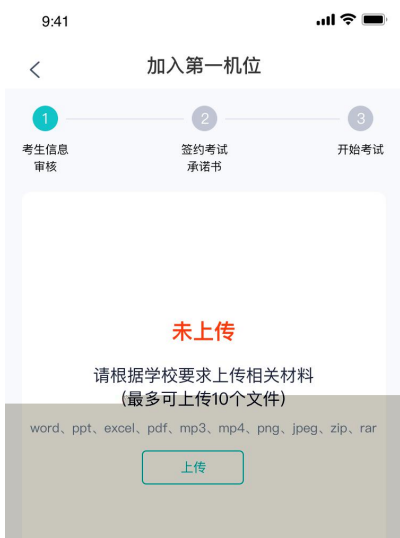 9:41
加入第一机位
1
2
3
考生信息
审核
签约考试
承诺书
开始考试
未上传
请根据学校要求上传相关材料
(最多可上传10个文件)
word、ppt、excel、pdf、mp3、mp4、png、jpeg、zip、rar
上传